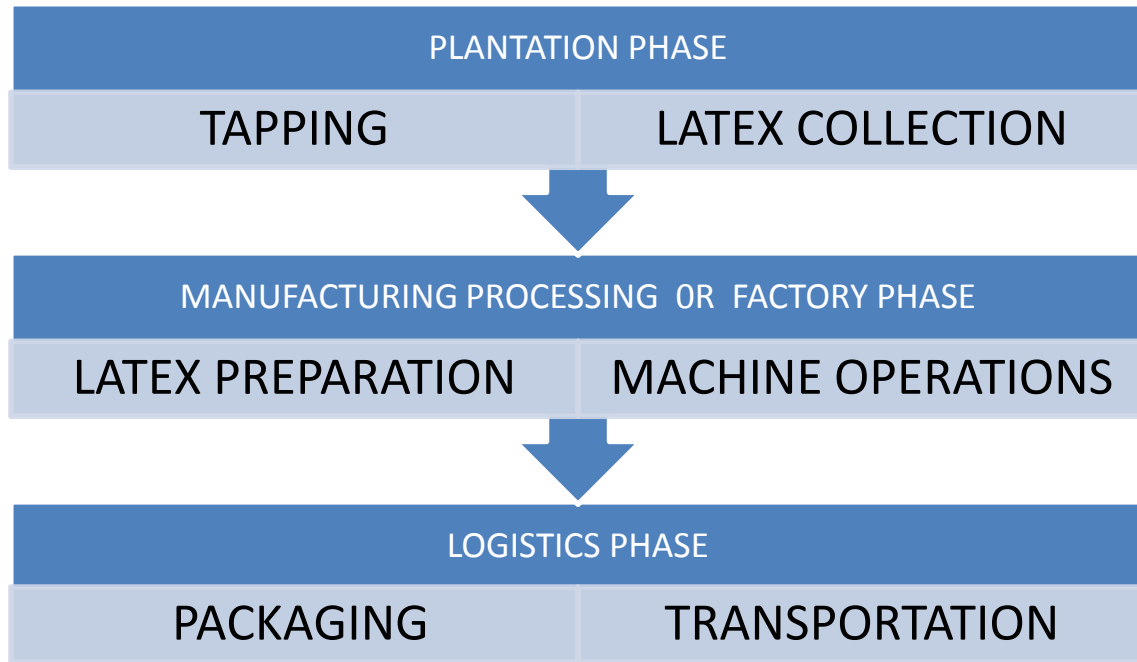 PLANTATION PHASE
TAPPING
LATEX COLLECTION
MANUFACTURING PROCESSING 0R FACTORY PHASE
LATEX PREPARATION
MACHINE OPERATIONS
LOGISTICS PHASE
PACKAGING
TRANSPORTATION